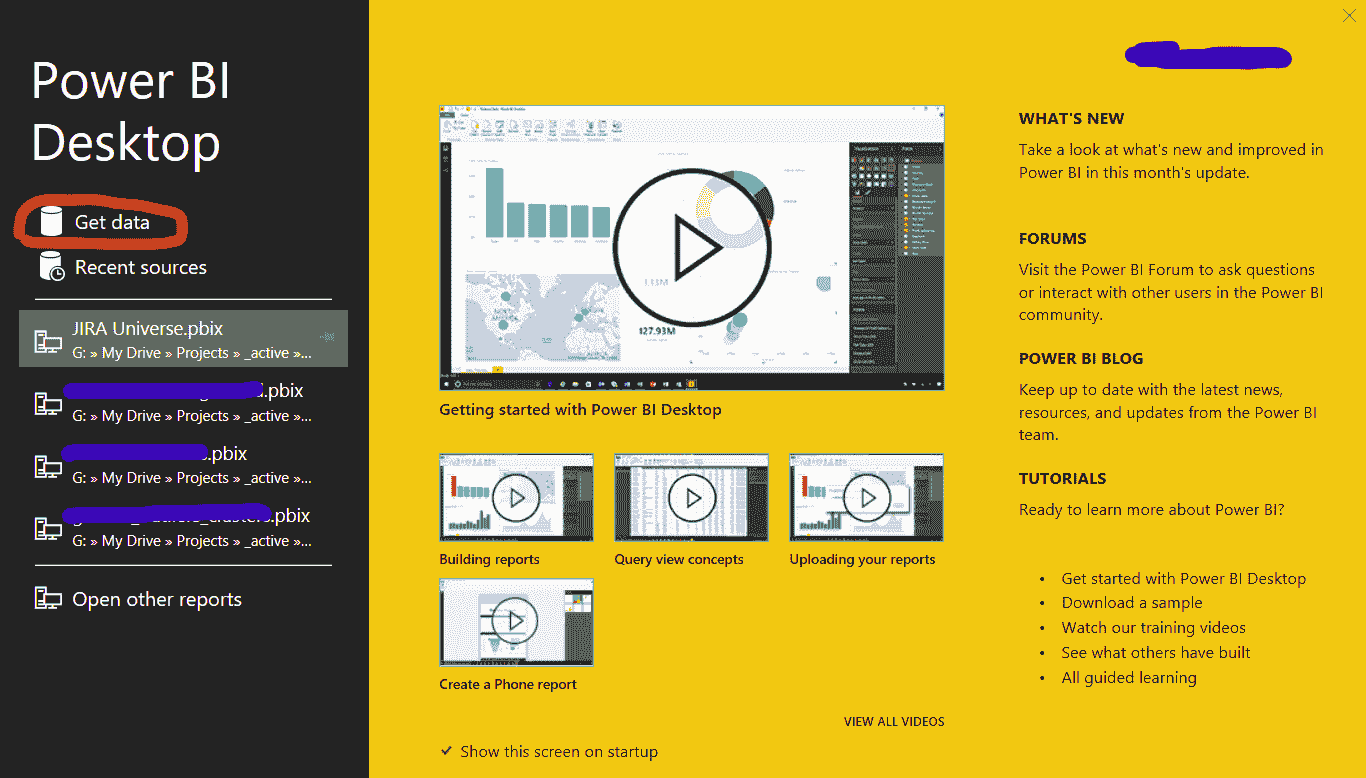 Power BI
Desktop
Get data
Recent sources
JIRA Universe.pbix
G: » My Drive » Projects » _active »...
.pbix
G: » My Drive » Projects » _active »...
.pbix
G: » My Drive » Projects » _active »...
.pbix
G: » My Drive » Projects » _active »...
Open other reports
127.93M
Getting started with Power BI Desktop
Building reports
Query view concepts
Uploading your reports
Create a Phone report
VIEW ALL VIDEOS
Show this screen on startup
WHAT'S NEW
Take a look at what's new and improved in
Power BI in this month's update.
FORUMS
Visit the Power BI Forum to ask questions
or interact with other users in the Power BI
community.
POWER BI BLOG
Keep up to date with the latest news,
resources, and updates from the Power BI
team.
TUTORIALS
Ready to learn more about Power BI?
• Get started with Power BI Desktop
• Download a sample
• Watch our training videos
• See what others have built
• All guided learning